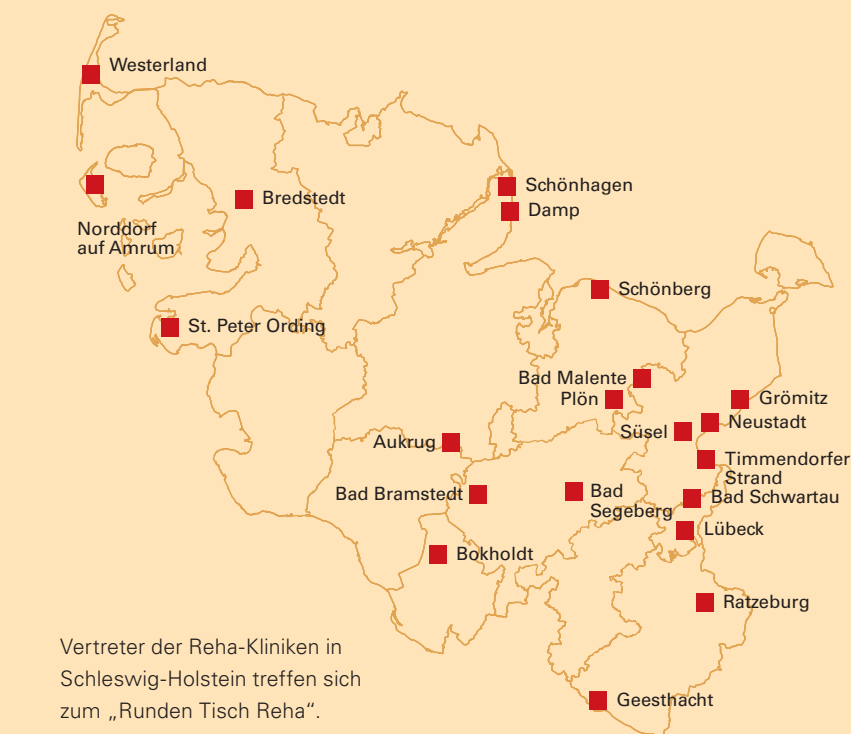 Westerland
Schönhagen
Bredstedt
Damp
Norddorf
auf Amrum
Schönberg
St. Peter Ording
Bad Malente
Plön
Grömitz
Neustadt
Süsel
Aukrug
Timmendorfer
Strand
Bad Bramstedt
Bad
Segeberg
Bad Schwartau
Lübeck
Bokholdt
Ratzeburg
Vertreter der Reha-Kliniken in
Schleswig-Holstein treffen sich
zum „Runden Tisch Reha“.
Geesthacht